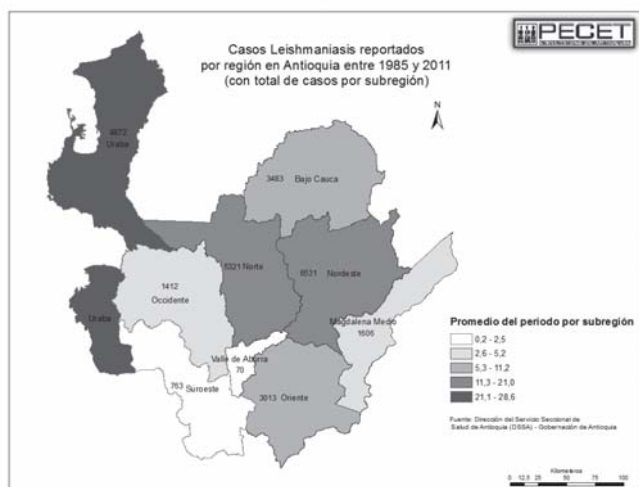 PECET
Casos Leishmaniasis reportados
por región en Antioquia entre 1985 y 2011
(con total de casos por subregión)
N
Uraba
3483 Bajo Cauca
5321 Norte
6531 Nordeste
1412
Occidente
Uraba
Magdalena Medio
1606
Valle de Aburra
70
763 Suroeste
3013 Oriente
Promedio del periodo por subregión
0,2 - 2,5
2,6 - 5,2
5,3 - 11,2
11,3 - 21,0
21,1 - 28,6
Fuente: Dirección del Servicio Seccional de
Salud de Antioquia (DSSA) - Gobernación de Antioquia
Kilometeros
0 12,5 25 50 75 100